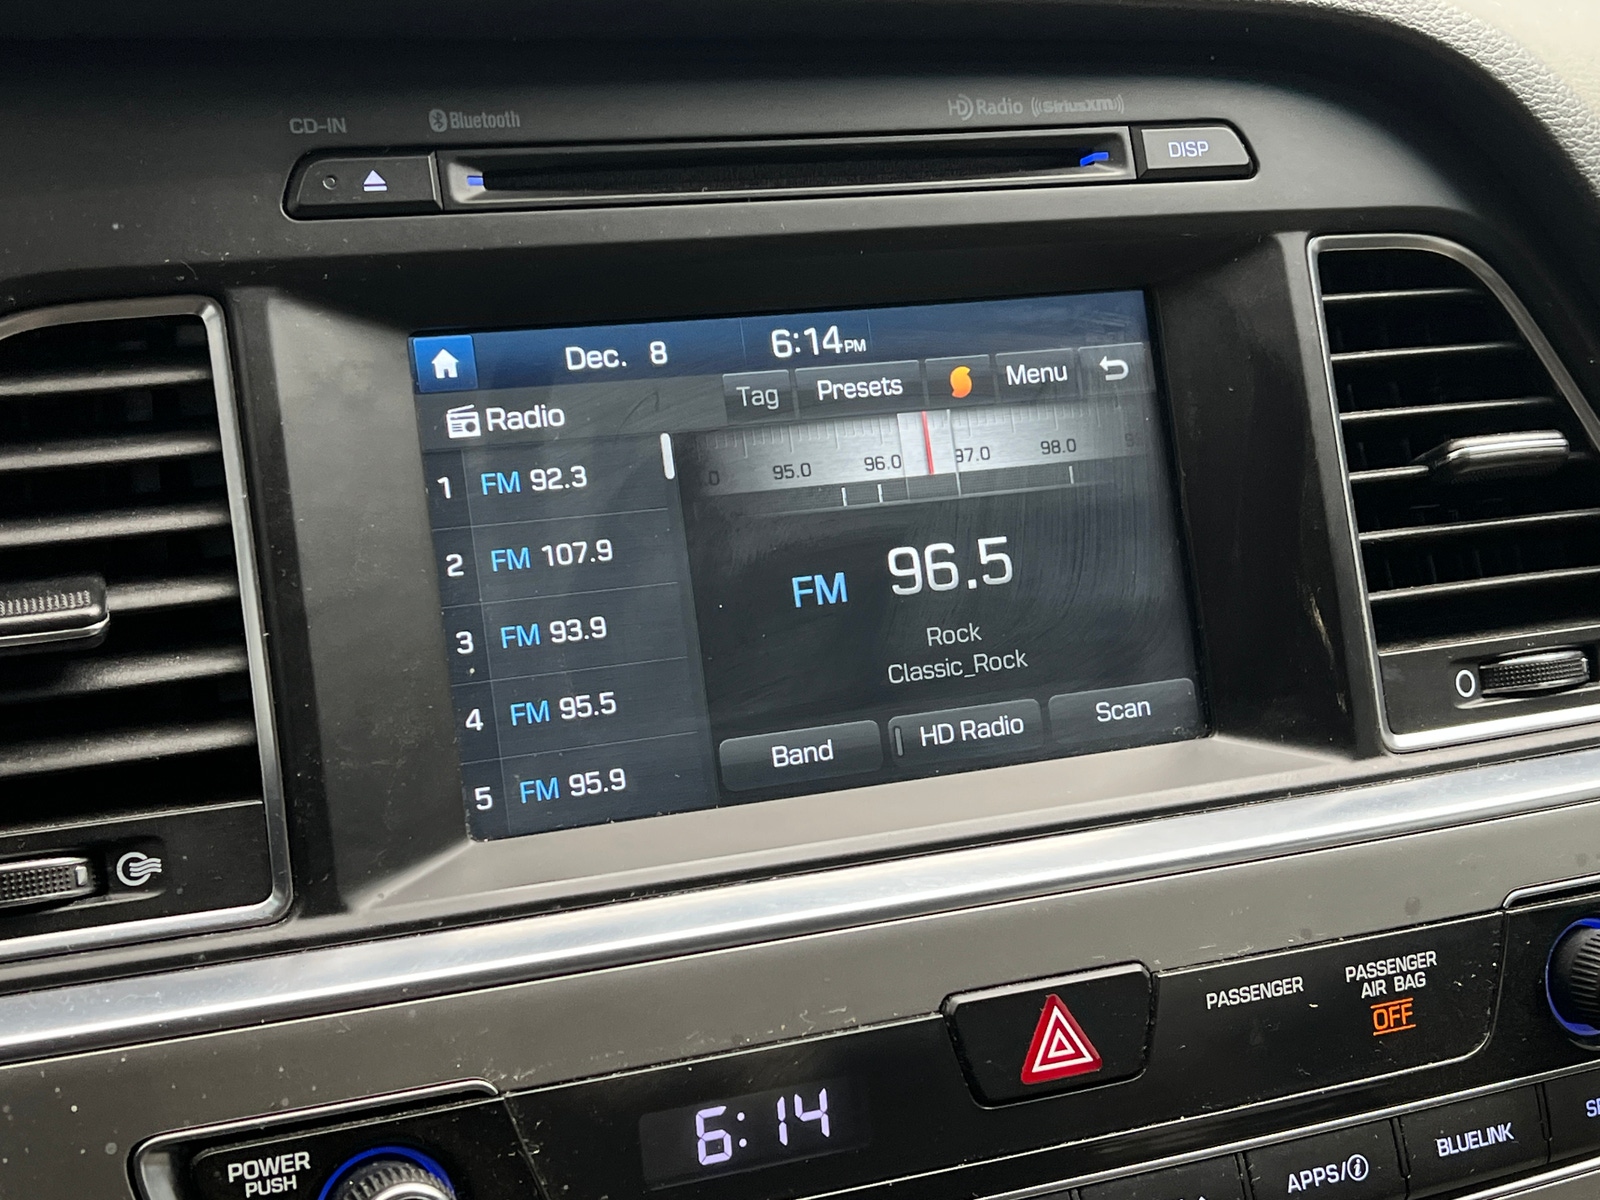 CD-IN
Bluetooth
HD Radio ((SiriusXM))
DISP
Dec. 8
6:14PM
Radio
Tag
Presets
Menu
1 FM 92.3
2 FM 107.9
3 FM 93.9
4 FM 95.5
5 FM 95.9
.0 95.0 96.0 97.0 98.0
FM 96.5
Rock
Classic_Rock
Band
HD Radio
Scan
O
PASSENGER
PASSENGER
AIR BAG
OFF
6:14
POWER
PUSH
APPS/i
BLUELINK